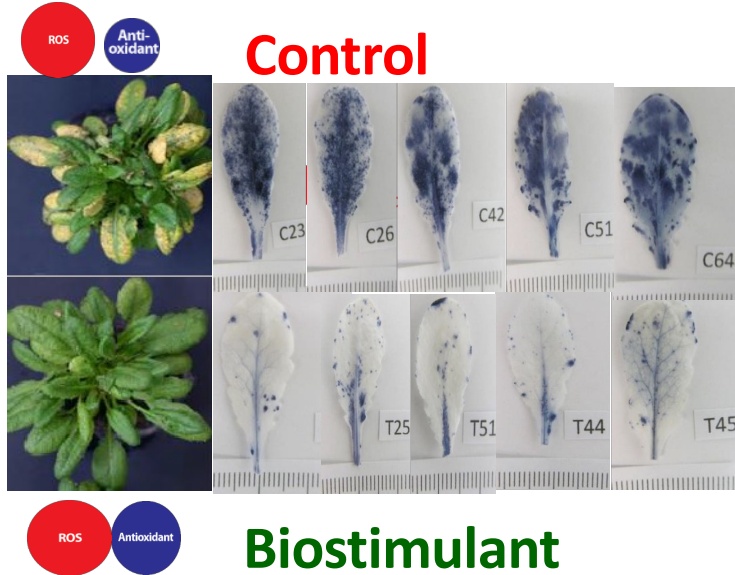 ROS
Anti-
oxidant
Control
C23
C26
C42
C51
C64
T25
T51
T44
T45
ROS
Antioxidant
Biostimulant